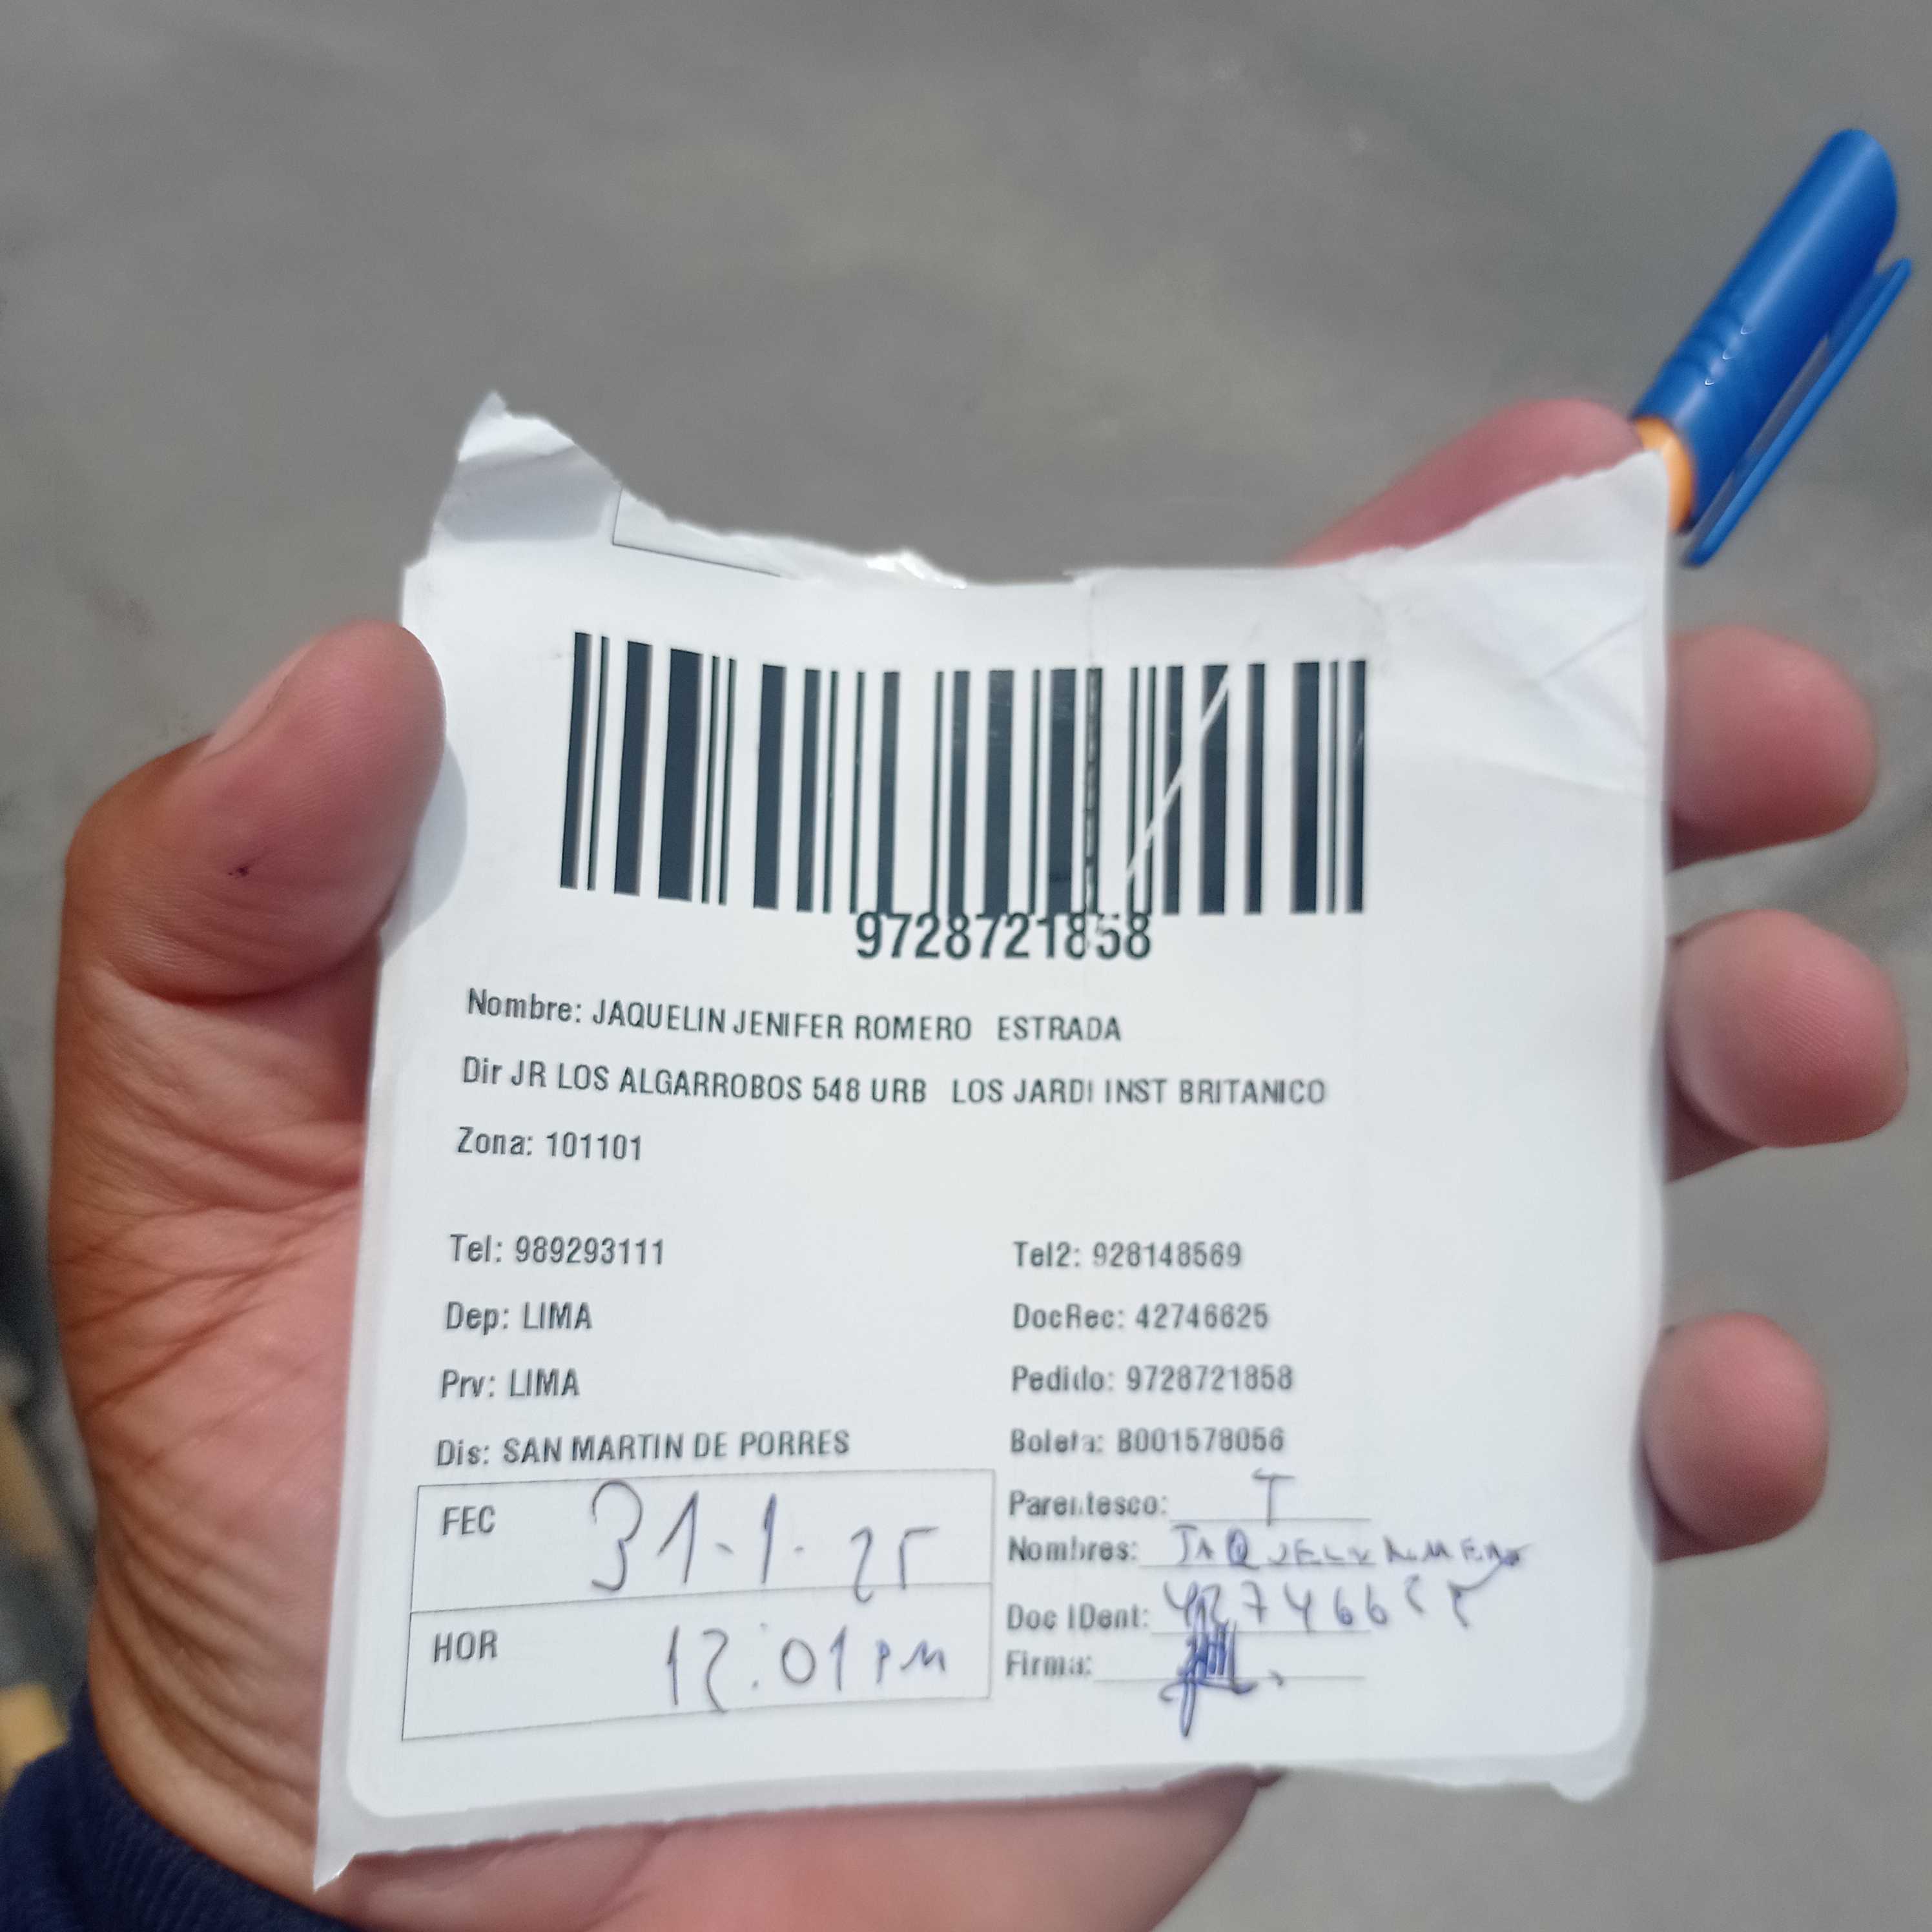 9728721858
Nombre: JAQUELIN JENIFER ROMERO ESTRADA
Dir JR LOS ALGARROBOS 548 URB LOS JARDI INST BRITANICO
Zona: 101101
Tel: 989293111 Tel2: 928148569
Dep: LIMA DocRec: 42746625
Prv: LIMA Pedido: 9728721858
Dis: SAN MARTIN DE PORRES Boleta: B001578056
FEC 31-1-25
Parentesco: T
Nombres: JAQUELIN ROMERO
HOR 12:01 PM
Doc IDent:
Firma: